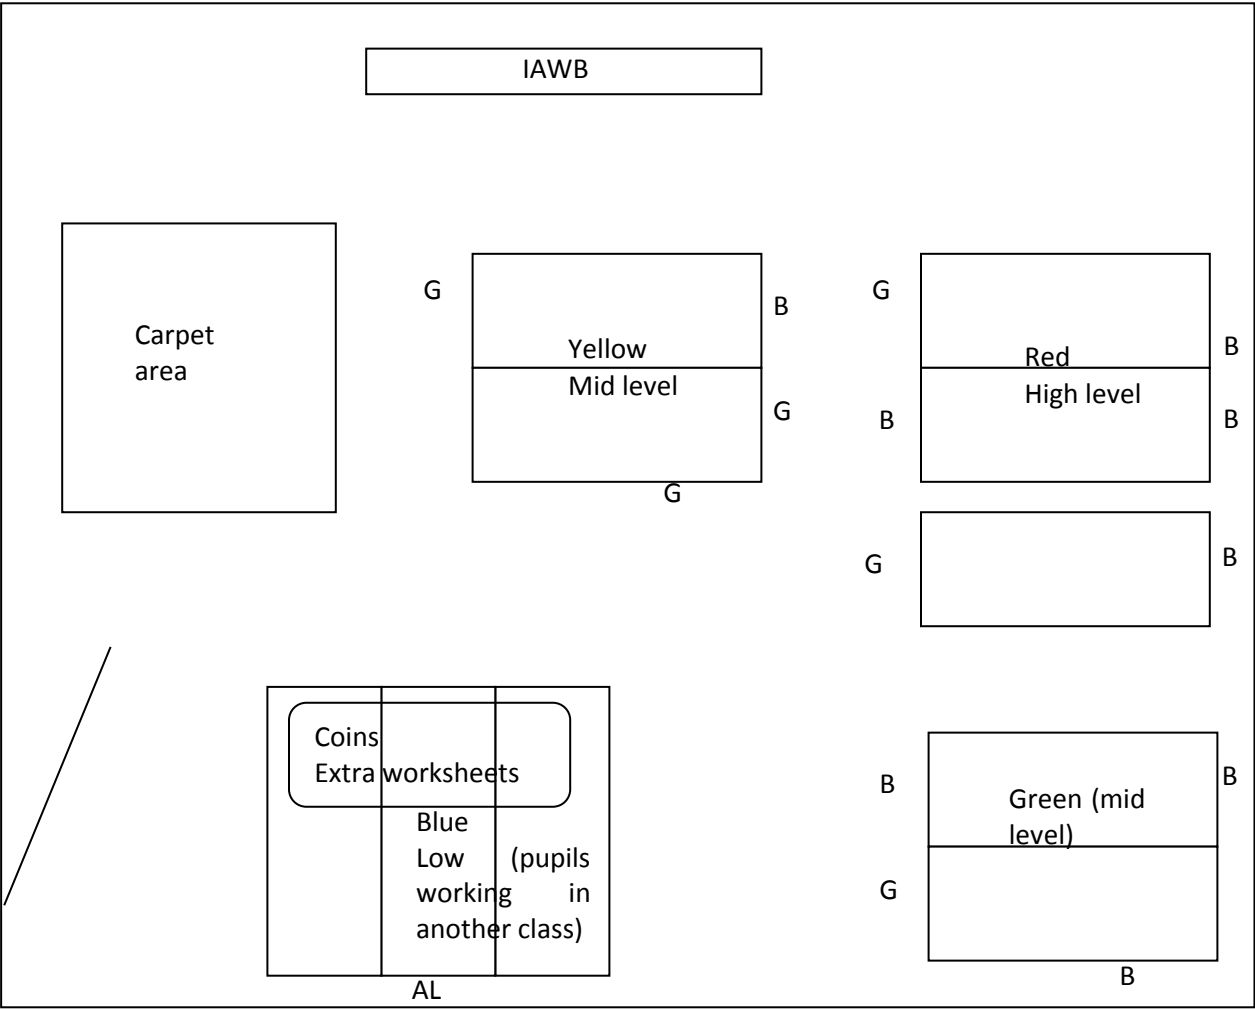 IAWB
G
G
B
Carpet
area
Yellow
Mid level
B
Red
High level
G
B
B
G
G
B
Coins
Extra worksheets
Blue
Low (pupils
working in
another class)
AL
B
B
Green (mid
level)
G
B